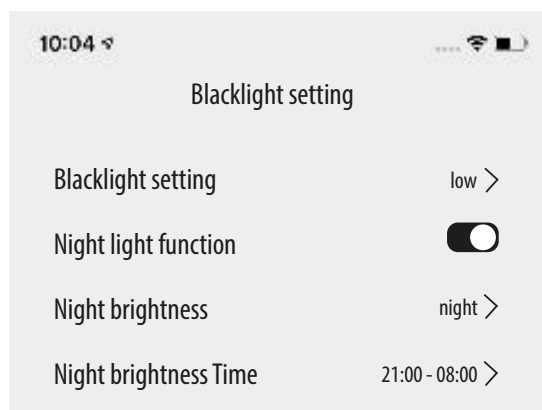 10:04
Blacklight setting
Blacklight setting low
Night light function
Night brightness night
Night brightness Time 21:00 - 08:00